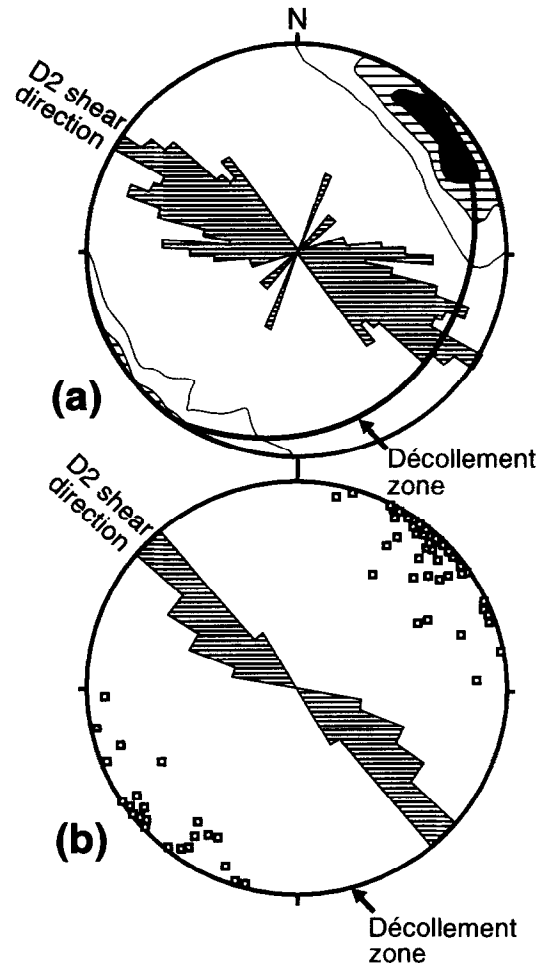 N
D2 shear
direction
(a)
Décollement
zone
D2 shear
direction
(b)
Décollement
zone